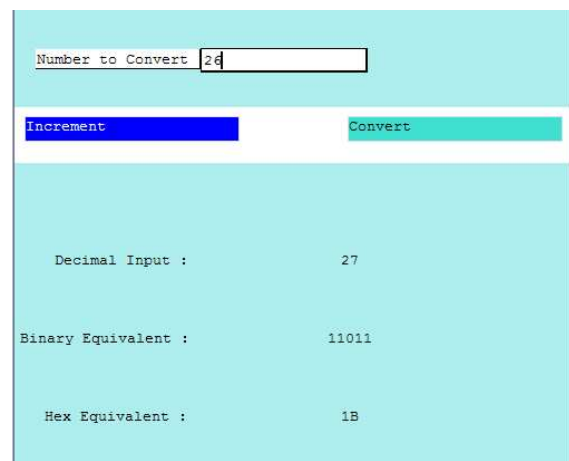 Number to Convert 26
Increment Convert
Decimal Input : 27
Binary Equivalent : 11011
Hex Equivalent : 1B